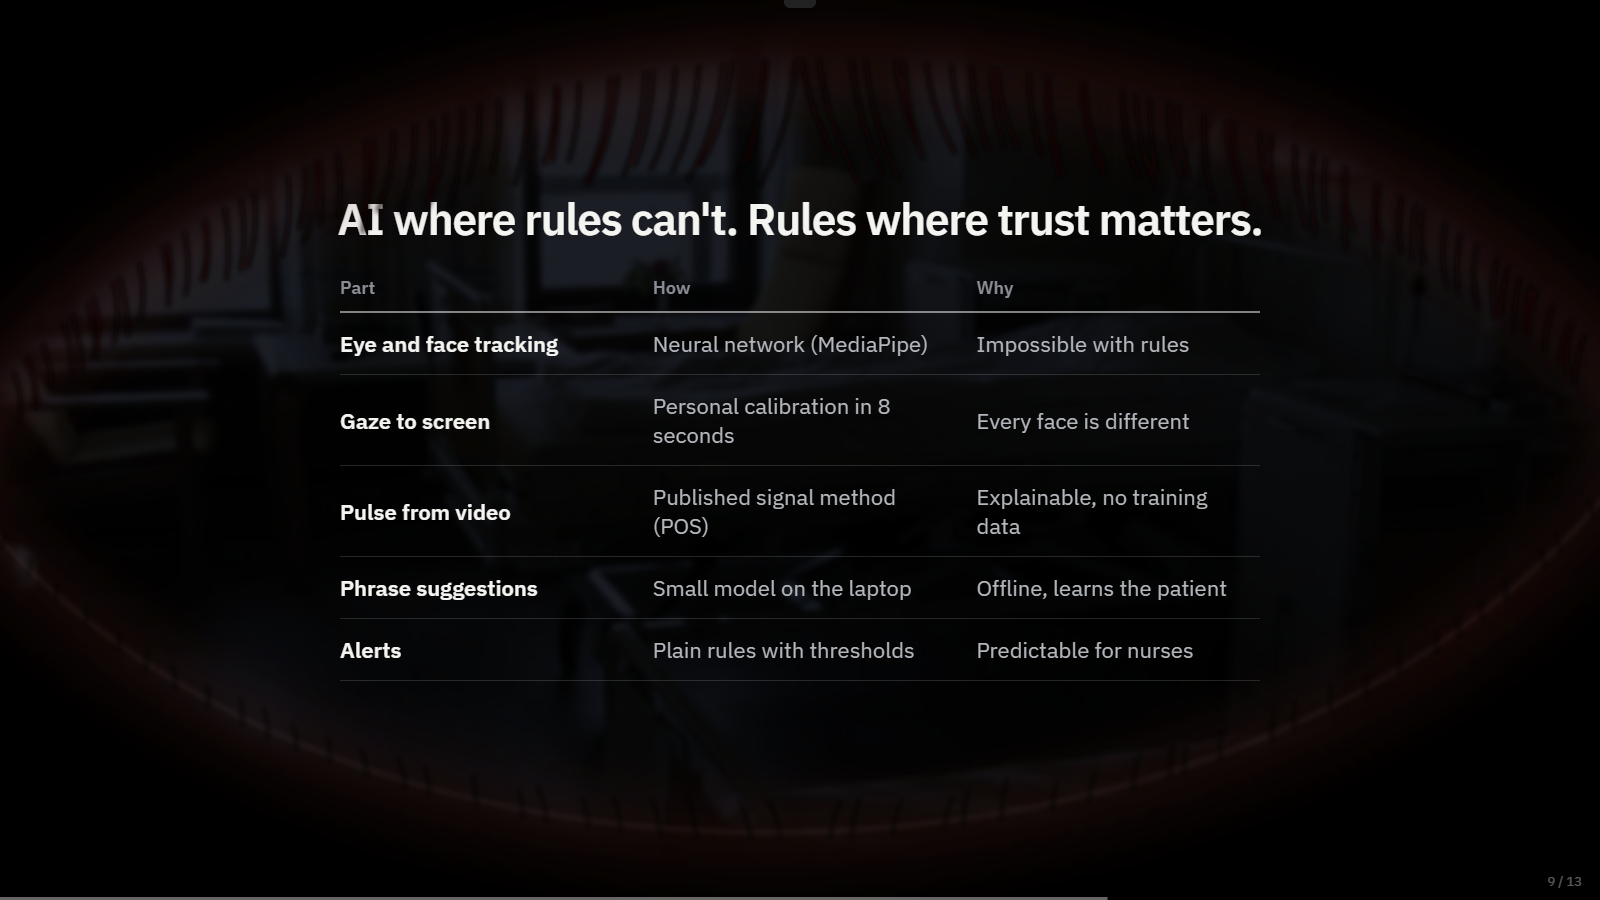 AI where rules can't. Rules where trust matters.
Part How Why
Eye and face tracking Neural network (MediaPipe) Impossible with rules
Gaze to screen Personal calibration in 8 seconds Every face is different
Pulse from video Published signal method (POS) Explainable, no training data
Phrase suggestions Small model on the laptop Offline, learns the patient
Alerts Plain rules with thresholds Predictable for nurses
9 / 13